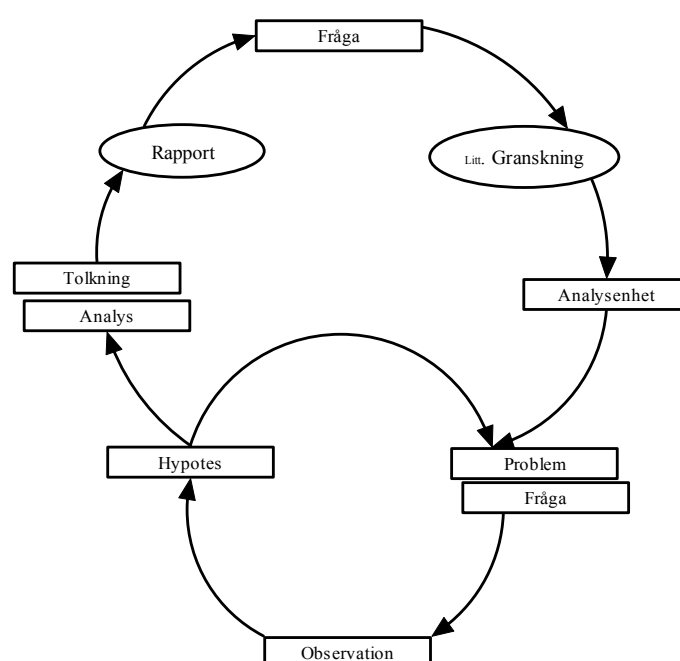 Fråga
Rapport
Litt. Granskning
Tolkning
Analys
Analysenhet
Hypotes
Problem
Fråga
Observation